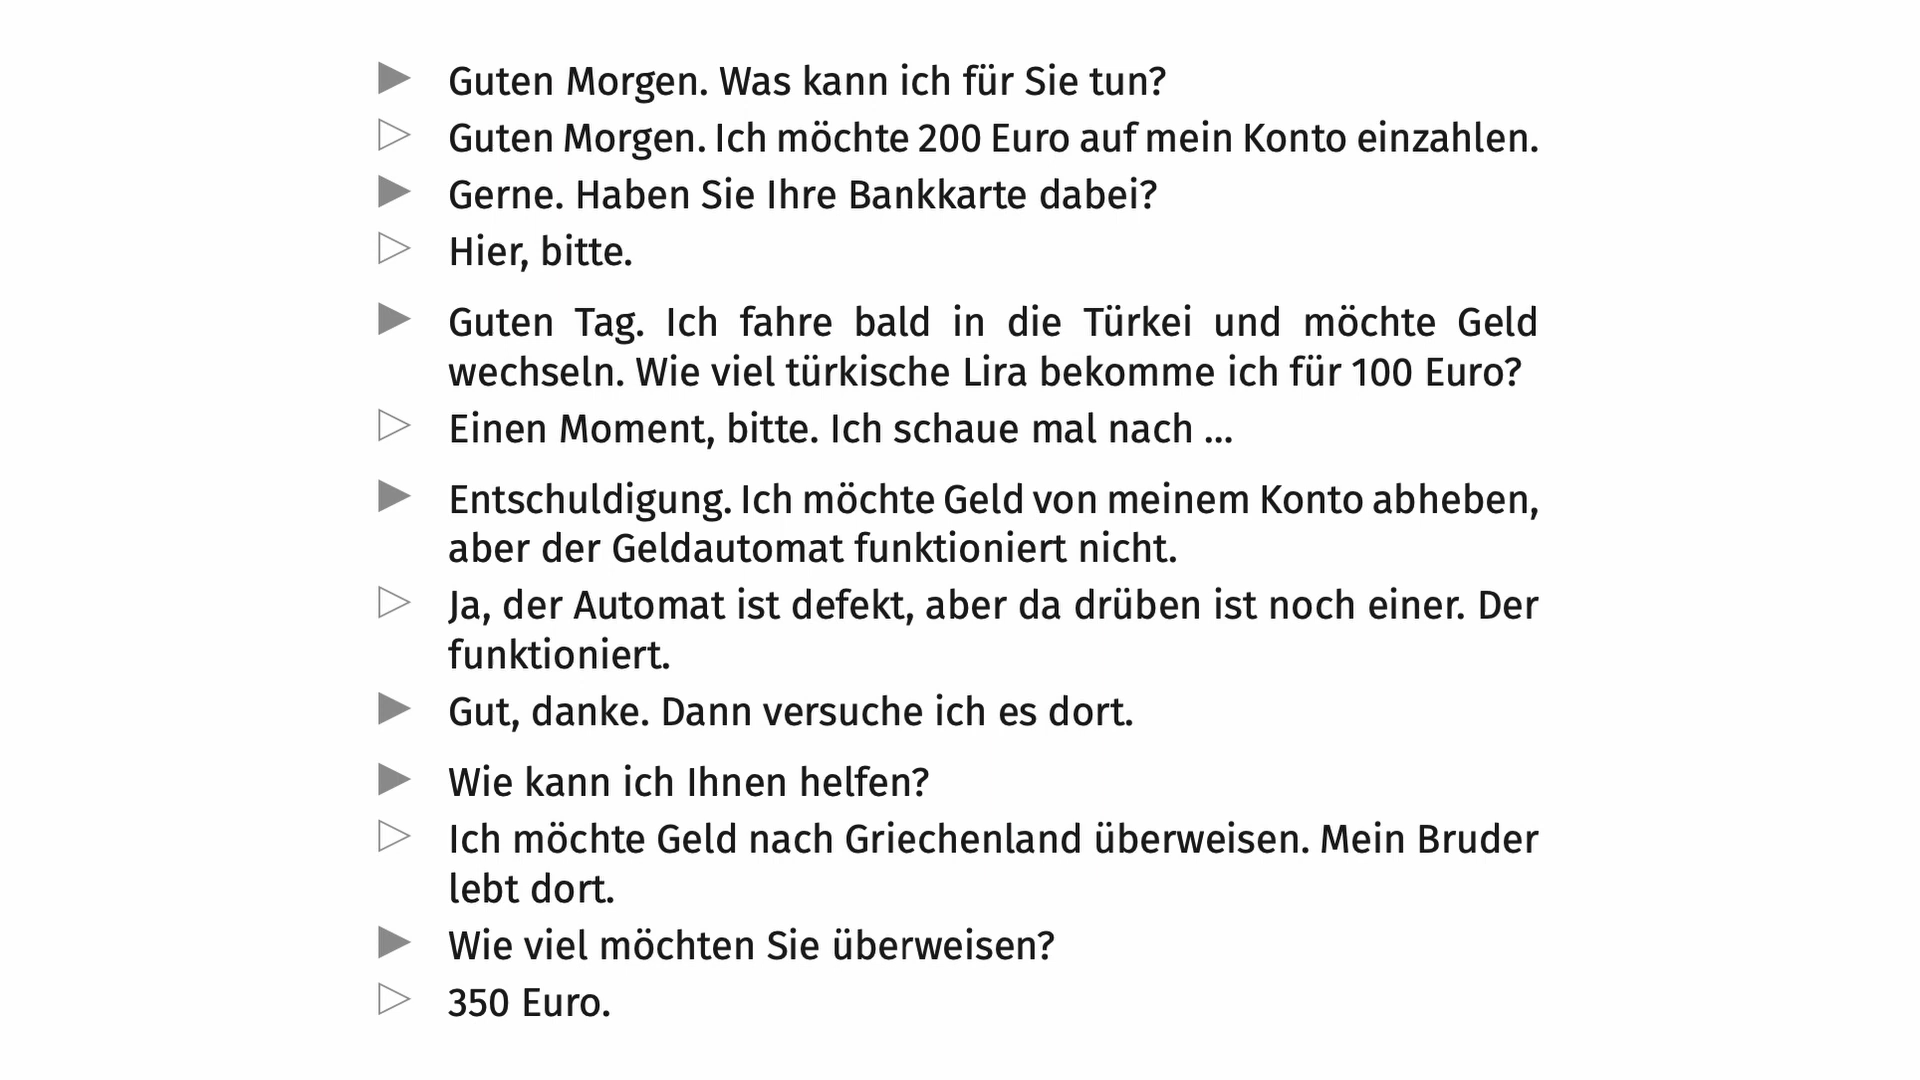 Guten Morgen. Was kann ich für Sie tun?
Guten Morgen. Ich möchte 200 Euro auf mein Konto einzahlen.
Gerne. Haben Sie Ihre Bankkarte dabei?
Hier, bitte.
Guten Tag. Ich fahre bald in die Türkei und möchte Geld
wechseln. Wie viel türkische Lira bekomme ich für 100 Euro?
Einen Moment, bitte. Ich schaue mal nach ...
Entschuldigung. Ich möchte Geld von meinem Konto abheben,
aber der Geldautomat funktioniert nicht.
Ja, der Automat ist defekt, aber da drüben ist noch einer. Der
funktioniert.
Gut, danke. Dann versuche ich es dort.
Wie kann ich Ihnen helfen?
Ich möchte Geld nach Griechenland überweisen. Mein Bruder
lebt dort.
Wie viel möchten Sie überweisen?
350 Euro.